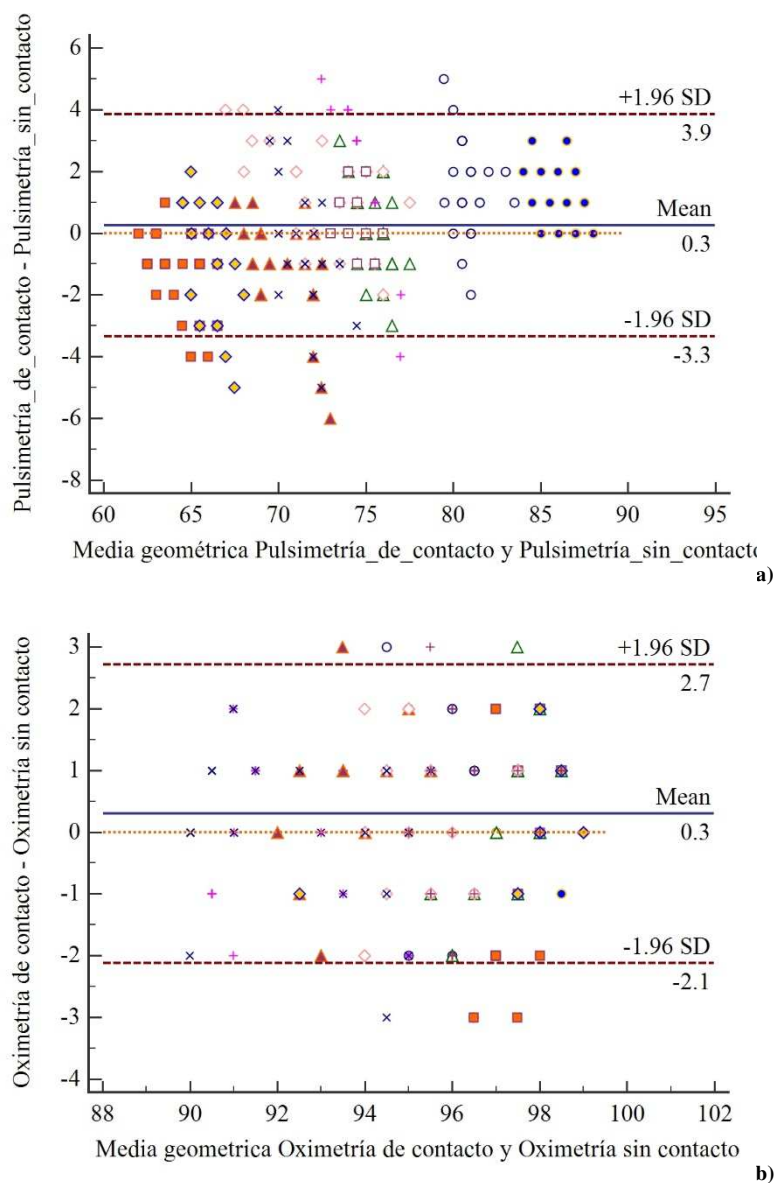 6
4
2
0
-2
-4
-6
-8
+1.96 SD
3.9
Mean
0.3
-1.96 SD
-3.3
60 65 70 75 80 85 90 95
Pulsimetría_de_contacto - Pulsimetría_sin_contacto
Media geométrica Pulsimetría_de_contacto y Pulsimetría_sin_contacto
a)
3
2
1
0
-1
-2
-3
-4
+1.96 SD
2.7
Mean
0.3
-1.96 SD
-2.1
88 90 92 94 96 98 100 102
Oximetría de contacto - Oximetría sin contacto
Media geometrica Oximetría de contacto y Oximetría sin contacto
b)